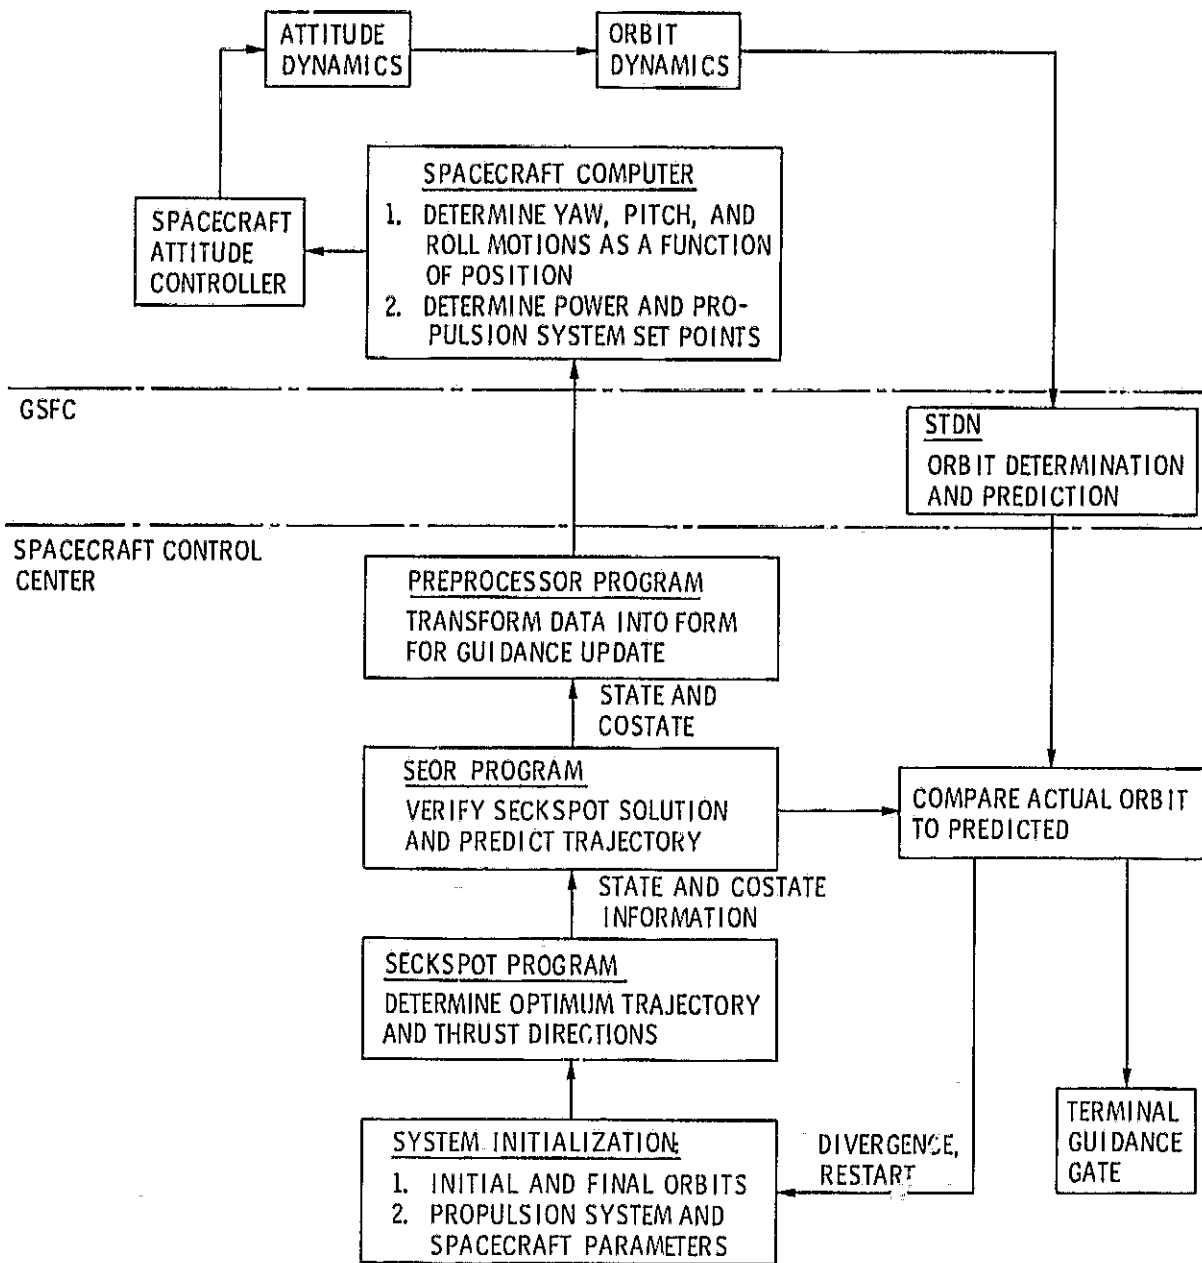 ATTITUDE
DYNAMICS
ORBIT
DYNAMICS
SPACECRAFT COMPUTER
1. DETERMINE YAW, PITCH, AND
ROLL MOTIONS AS A FUNCTION
OF POSITION
2. DETERMINE POWER AND PRO-
PULSION SYSTEM SET POINTS
SPACECRAFT
ATTITUDE
CONTROLLER
GSFC
STDN
ORBIT DETERMINATION
AND PREDICTION
SPACECRAFT CONTROL
CENTER
PREPROCESSOR PROGRAM
TRANSFORM DATA INTO FORM
FOR GUIDANCE UPDATE
STATE AND
COSTATE
SEOR PROGRAM
VERIFY SECKSPOT SOLUTION
AND PREDICT TRAJECTORY
COMPARE ACTUAL ORBIT
TO PREDICTED
STATE AND COSTATE
INFORMATION
SECKSPOT PROGRAM
DETERMINE OPTIMUM TRAJECTORY
AND THRUST DIRECTIONS
SYSTEM INITIALIZATION:
1. INITIAL AND FINAL ORBITS
2. PROPULSION SYSTEM AND
SPACECRAFT PARAMETERS
DIVERGENCE,
RESTART
TERMINAL
GUIDANCE
GATE